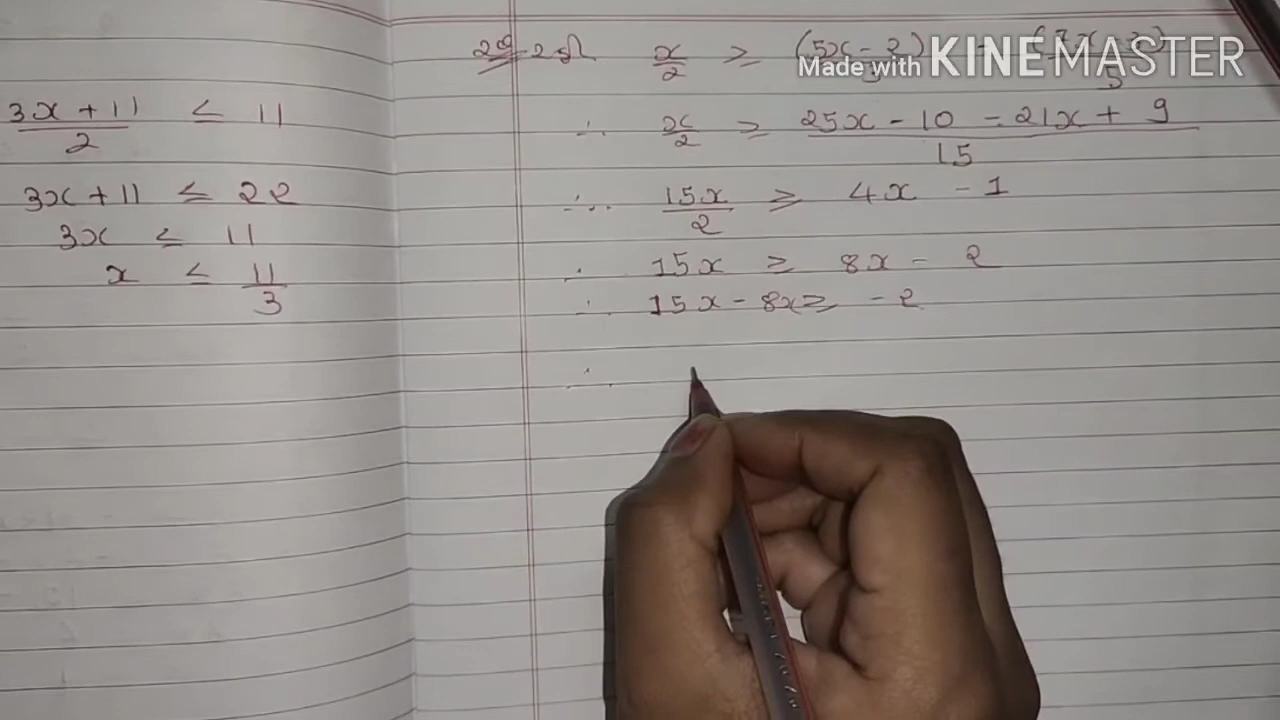 3x + 11 / 2 ≤ 11
3x + 11 ≤ 22
3x ≤ 11
x ≤ 11 / 3
x / 2 ≥ (5x - 2)
∴ x / 2 ≥ 25x - 10 - 21x + 9 / 15
∴ 15x / 2 ≥ 4x - 1
∴ 15x ≥ 8x - 2
∴ 15x - 8x ≥ - 2
∴
Made with KINEMASTER